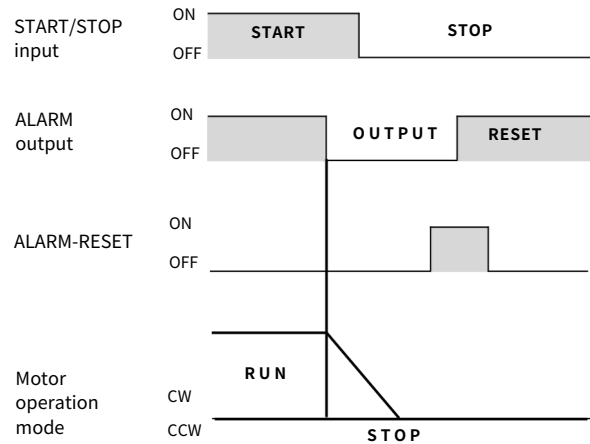 START/STOP
input
ON
OFF
START
STOP
ALARM
output
ON
OFF
OUTPUT
RESET
ALARM-RESET
ON
OFF
Motor
operation
mode
RUN
CW
CCW
STOP